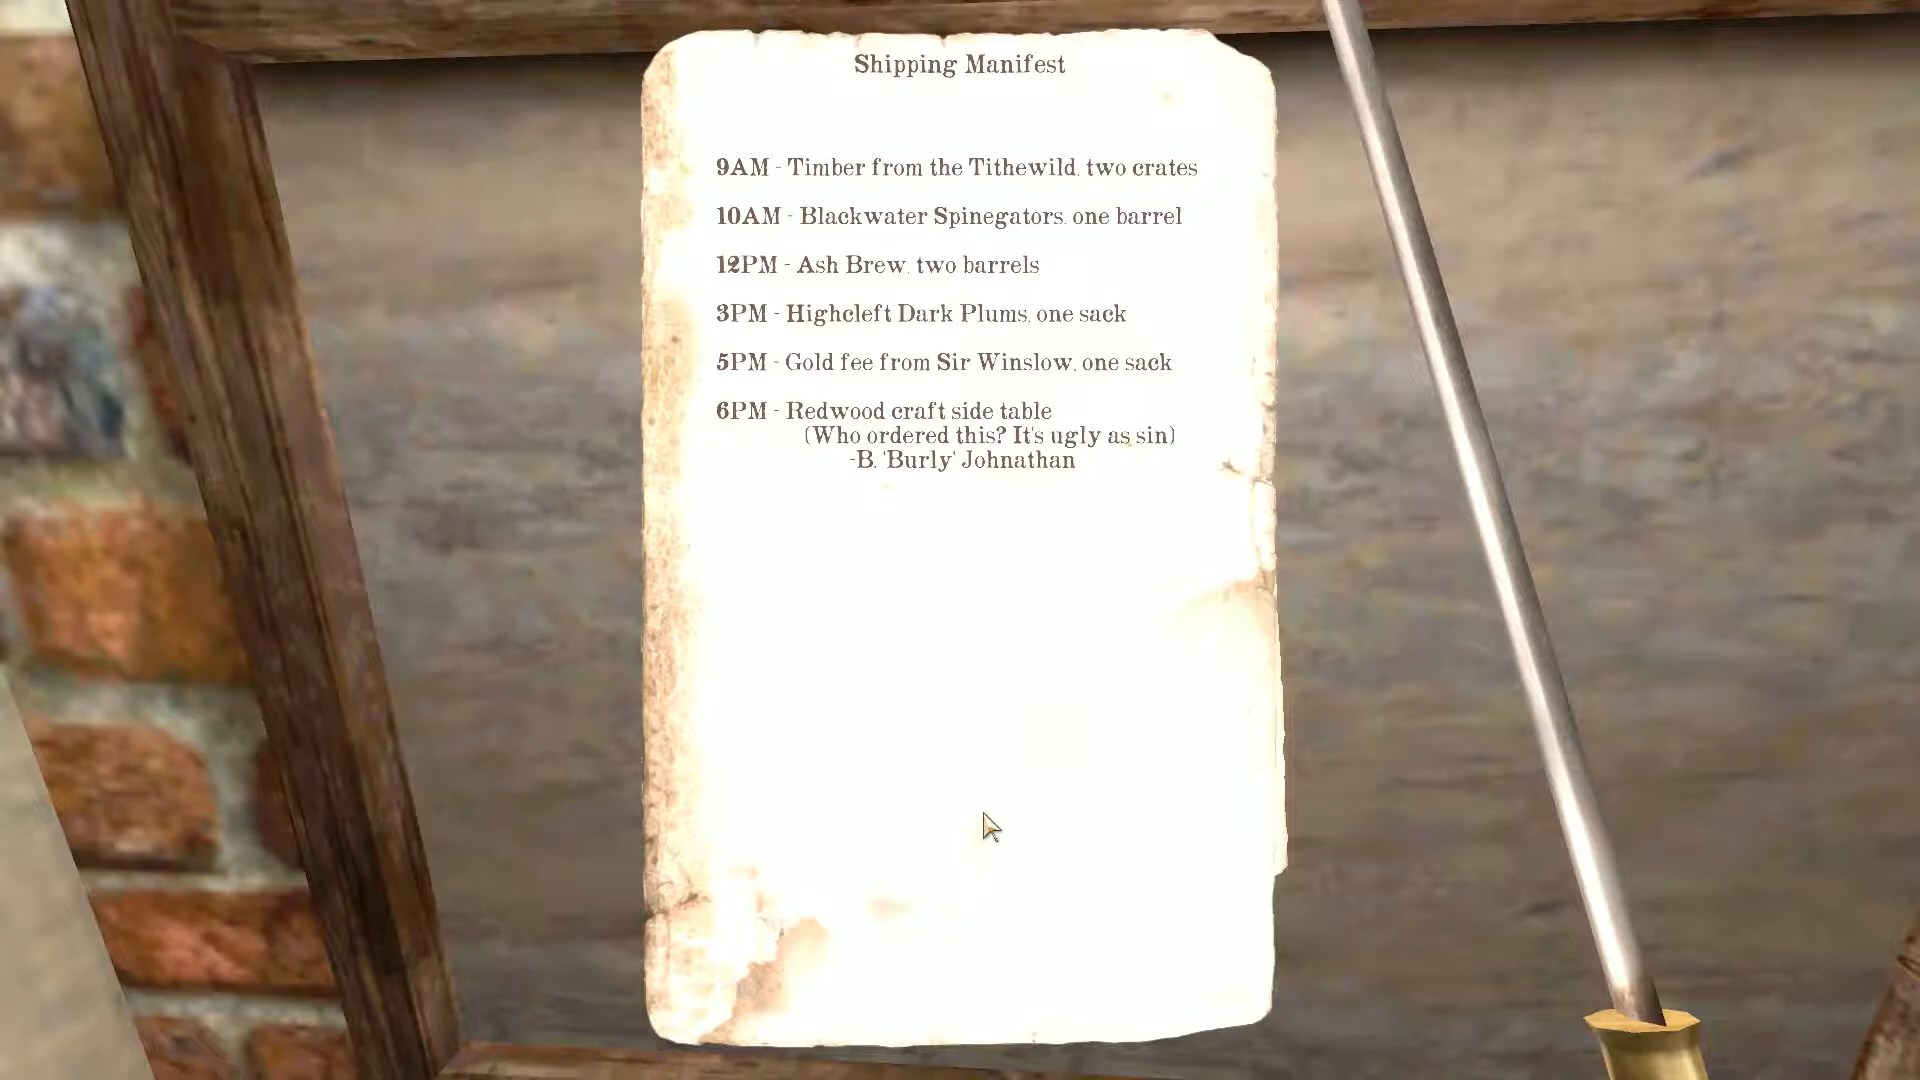 Shipping Manifest
9AM - Timber from the Tithewild, two crates
10AM - Blackwater Spinegators, one barrel
12PM - Ash Brew, two barrels
3PM - Highcleft Dark Plums, one sack
5PM - Gold fee from Sir Winslow, one sack
6PM - Redwood craft side table
(Who ordered this? It's ugly as sin)
-B. 'Burly' Johnathan